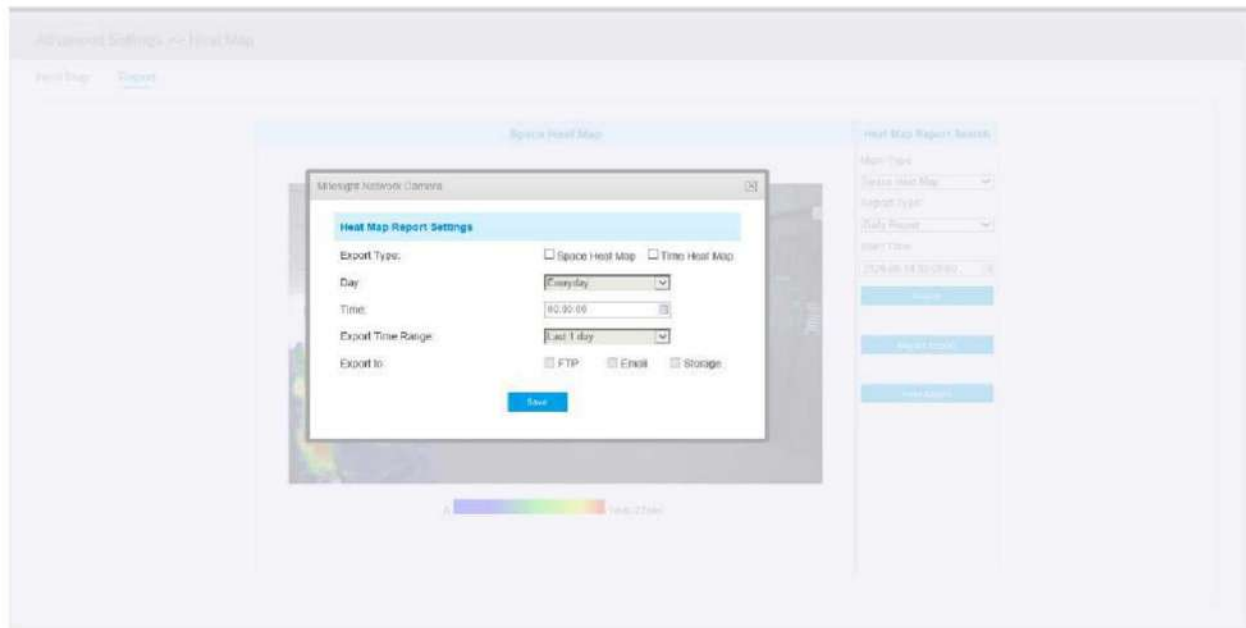 Advanced Settings >> Heat Map
Heat Map Report
Space Heat Map
Heat Map Report Search
Main Type
Space Heat Map
Report Type:
Daily Report
Start Time
Milesight Network Camera
Heat Map Report Settings
Export Type: Space Heat Map Time Heat Map
Day Everyday
Time: 00:00:00
Export Time Range: Last 1 day
Export to FTP Email Storage
Save